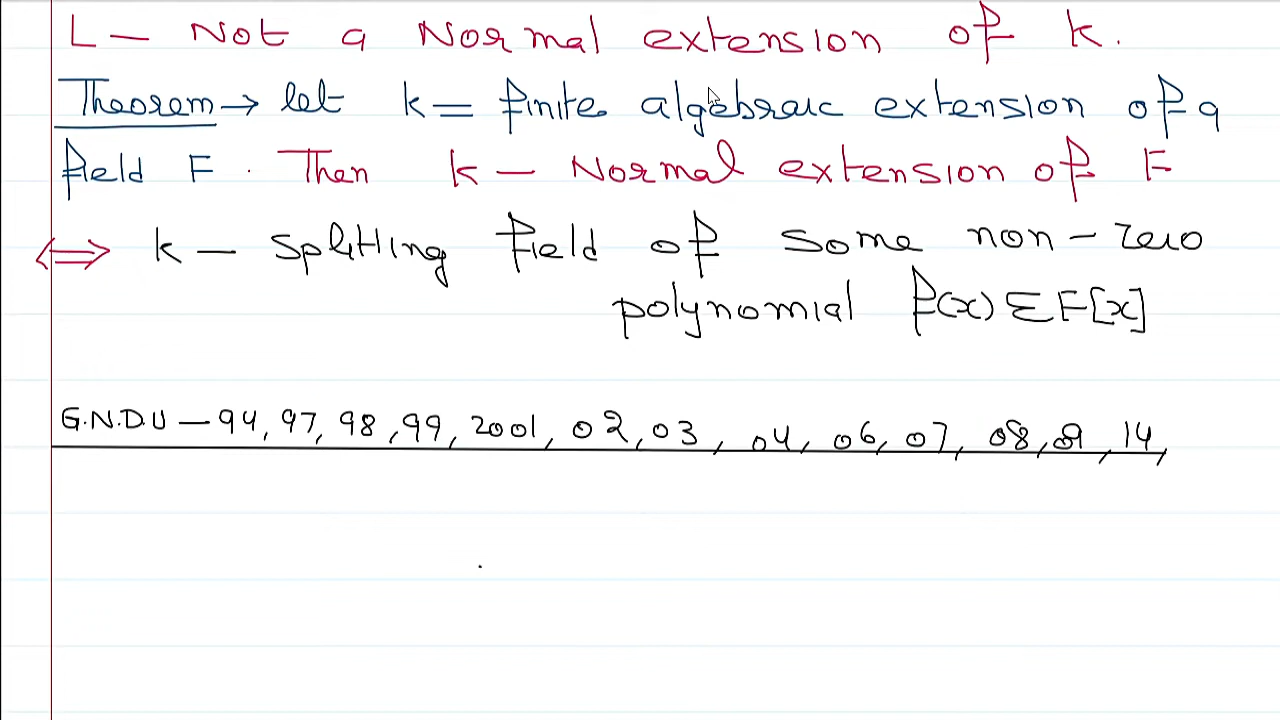 L - Not a Normal extension of k.
Theorem → let k = finite algebraic extension of a
field F. Then k - Normal extension of F
⇔ k - splitting field of some non-zero
polynomial f(x) ∈ F[x]
G.N.D.U - 94, 97, 98, 99, 2001, 02, 03, 04, 06, 07, 08, 09, 14,